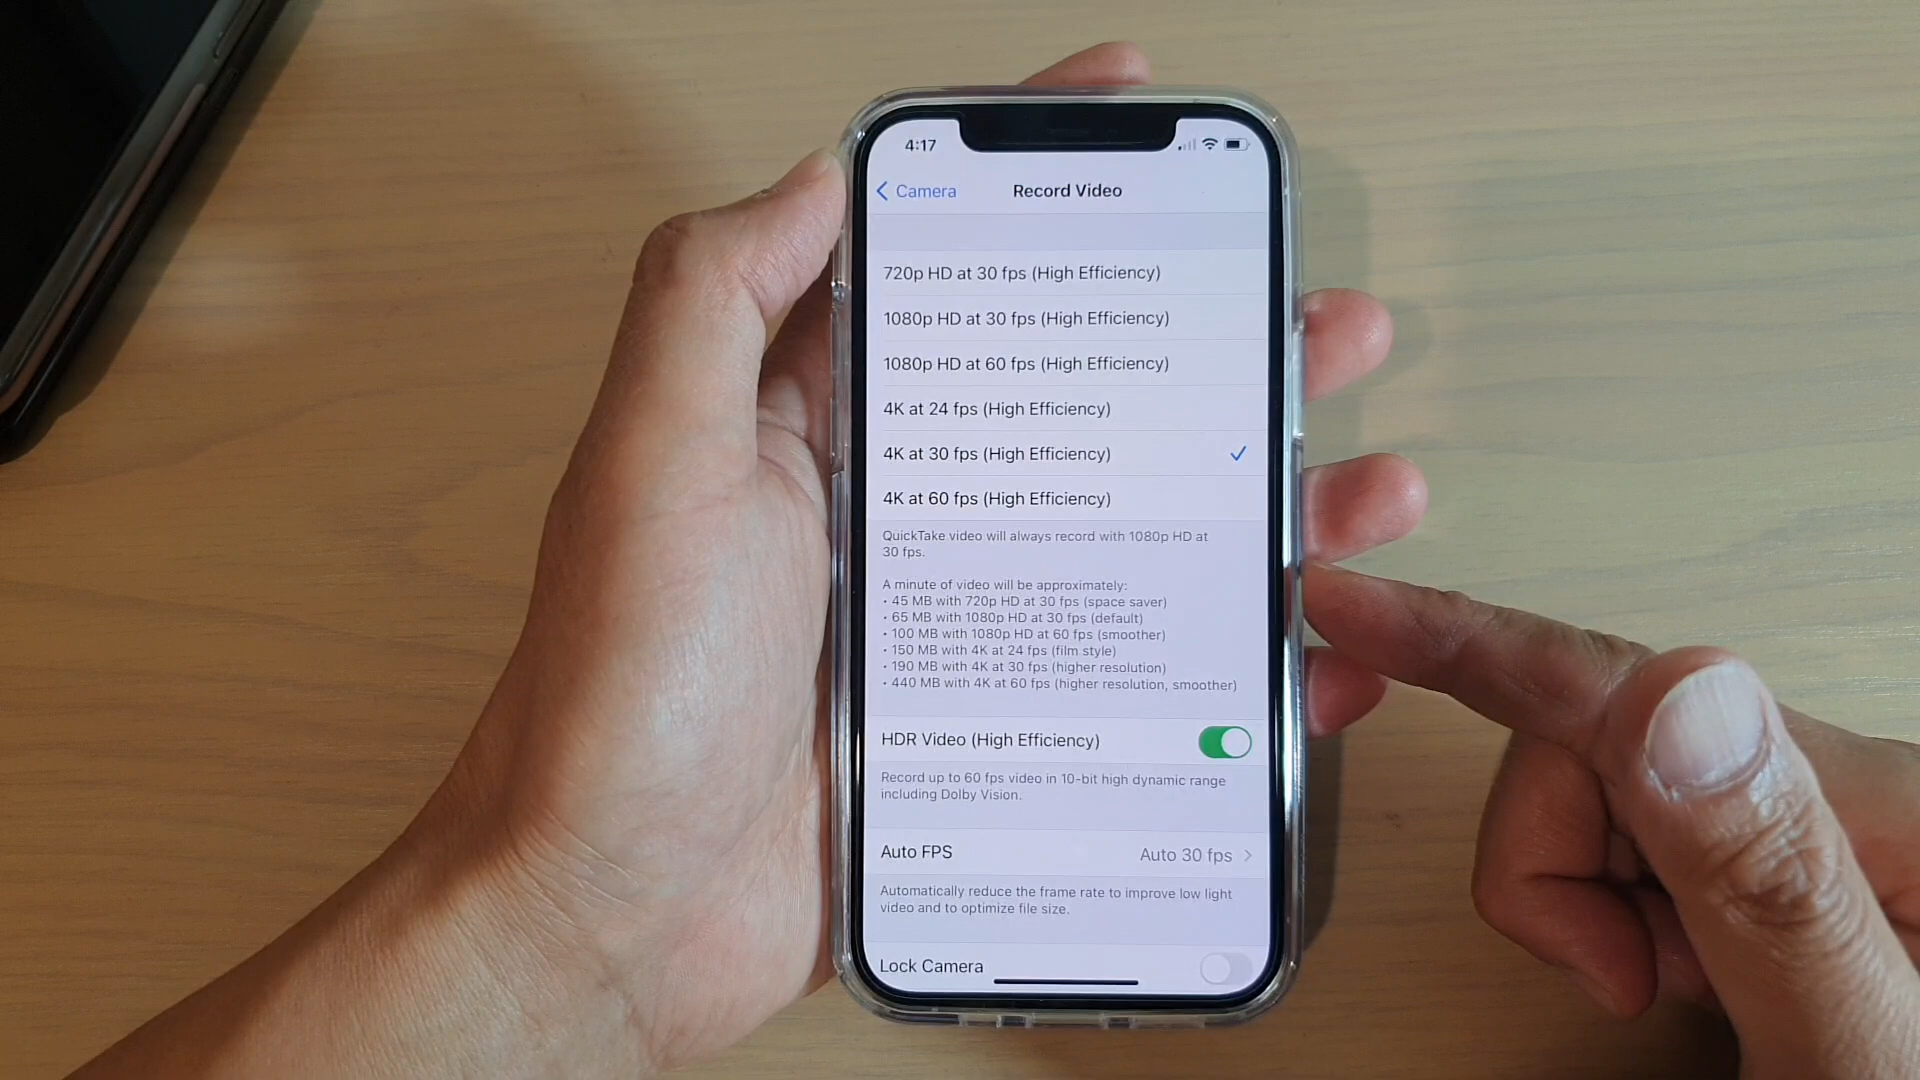 4:17
Camera
Record Video
720p HD at 30 fps (High Efficiency)
1080p HD at 30 fps (High Efficiency)
1080p HD at 60 fps (High Efficiency)
4K at 24 fps (High Efficiency)
4K at 30 fps (High Efficiency)
4K at 60 fps (High Efficiency)
QuickTake video will always record with 1080p HD at
30 fps.
A minute of video will be approximately:
• 45 MB with 720p HD at 30 fps (space saver)
• 65 MB with 1080p HD at 30 fps (default)
• 100 MB with 1080p HD at 60 fps (smoother)
• 150 MB with 4K at 24 fps (film style)
• 190 MB with 4K at 30 fps (higher resolution)
• 440 MB with 4K at 60 fps (higher resolution, smoother)
HDR Video (High Efficiency)
Record up to 60 fps video in 10-bit high dynamic range
including Dolby Vision.
Auto FPS Auto 30 fps
Automatically reduce the frame rate to improve low light
video and to optimize file size.
Lock Camera